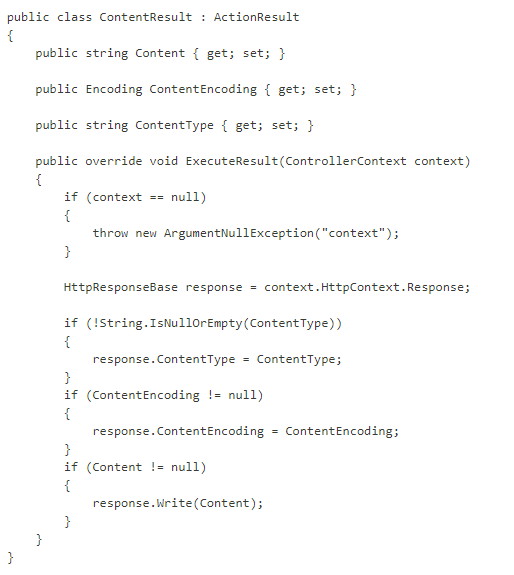 public class ContentResult : ActionResult
{
    public string Content { get; set; }

    public Encoding ContentEncoding { get; set; }

    public string ContentType { get; set; }

    public override void ExecuteResult(ControllerContext context)
    {
        if (context == null)
        {
            throw new ArgumentNullException("context");
        }

        HttpResponseBase response = context.HttpContext.Response;

        if (!String.IsNullOrEmpty(ContentType))
        {
            response.ContentType = ContentType;
        }
        if (ContentEncoding != null)
        {
            response.ContentEncoding = ContentEncoding;
        }
        if (Content != null)
        {
            response.Write(Content);
        }
    }
}